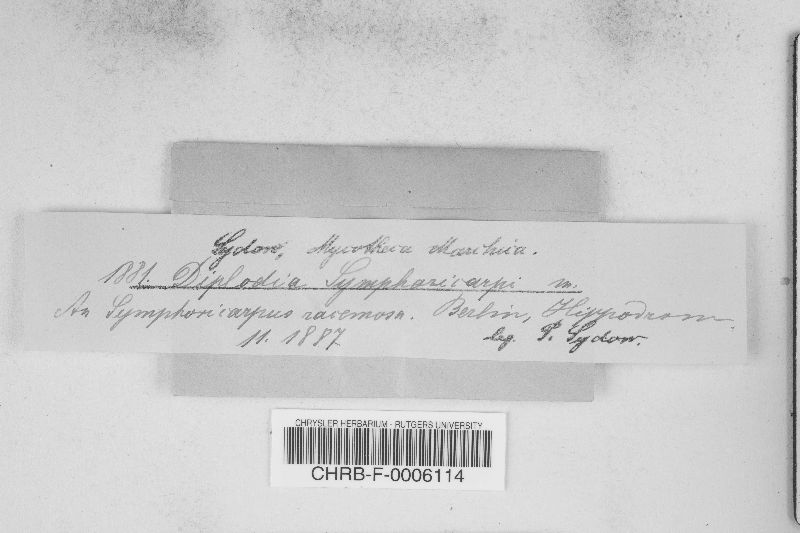 Sydow, Mycotheca Marchica.
1331. Diplodia Symphoricarpi m.
An Symphoricarpus racemosa. Berlin, Hippodrom.
11. 1887 leg. P. Sydow.
CHRYSLER HERBARIUM - RUTGERS UNIVERSITY
CHRB-F-0006114